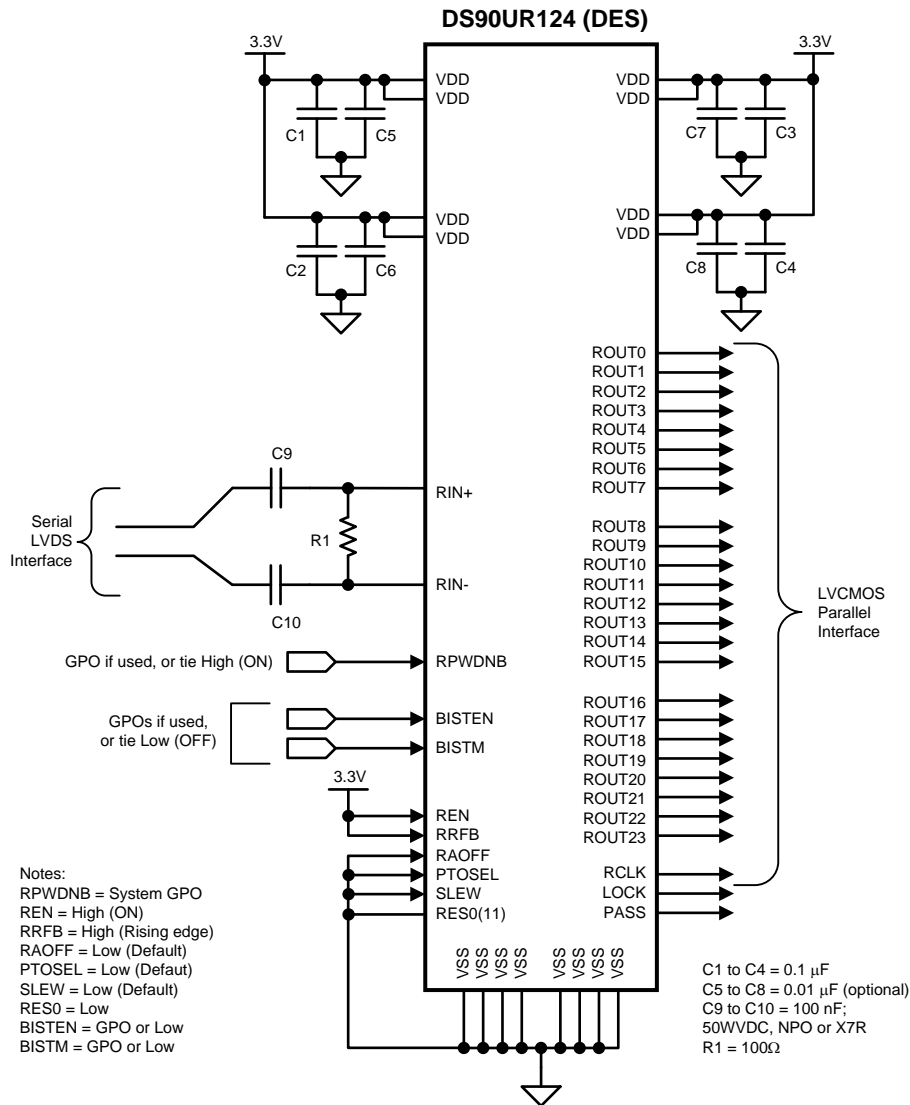 DS90UR124 (DES)
3.3V
3.3V
VDD
VDD
VDD
VDD
C1
C5
C7
C3
VDD
VDD
VDD
VDD
C2
C6
C8
C4
ROUT0
ROUT1
ROUT2
ROUT3
ROUT4
ROUT5
ROUT6
ROUT7
C9
RIN+
Serial
LVDS
Interface
R1
RIN-
C10
ROUT8
ROUT9
ROUT10
ROUT11
ROUT12
ROUT13
ROUT14
ROUT15
LVCMOS
Parallel
Interface
GPO if used, or tie High (ON)
RPWDNB
GPOs if used,
or tie Low (OFF)
BISTEN
BISTM
ROUT16
ROUT17
ROUT18
ROUT19
ROUT20
ROUT21
ROUT22
ROUT23
3.3V
REN
RRFB
RAOFF
PTOSEL
SLEW
RES0(11)
RCLK
LOCK
PASS
VSS
VSS
VSS
VSS
VSS
VSS
VSS
VSS
Notes:
RPWDNB = System GPO
REN = High (ON)
RRFB = High (Rising edge)
RAOFF = Low (Default)
PTOSEL = Low (Defaut)
SLEW = Low (Default)
RES0 = Low
BISTEN = GPO or Low
BISTM = GPO or Low
C1 to C4 = 0.1 μF
C5 to C8 = 0.01 μF (optional)
C9 to C10 = 100 nF;
50WVDC, NPO or X7R
R1 = 100Ω